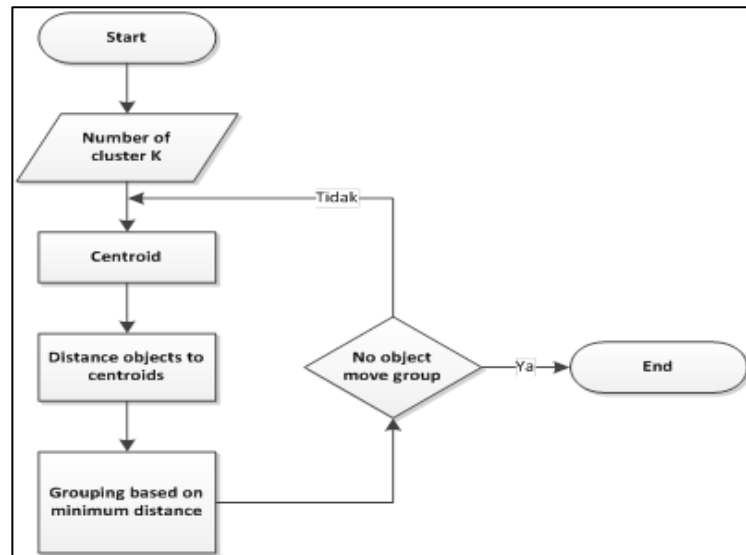 Start
Number of
cluster K
Tidak
Centroid
Distance objects to
centroids
No object
move group
Ya
End
Grouping based on
minimum distance